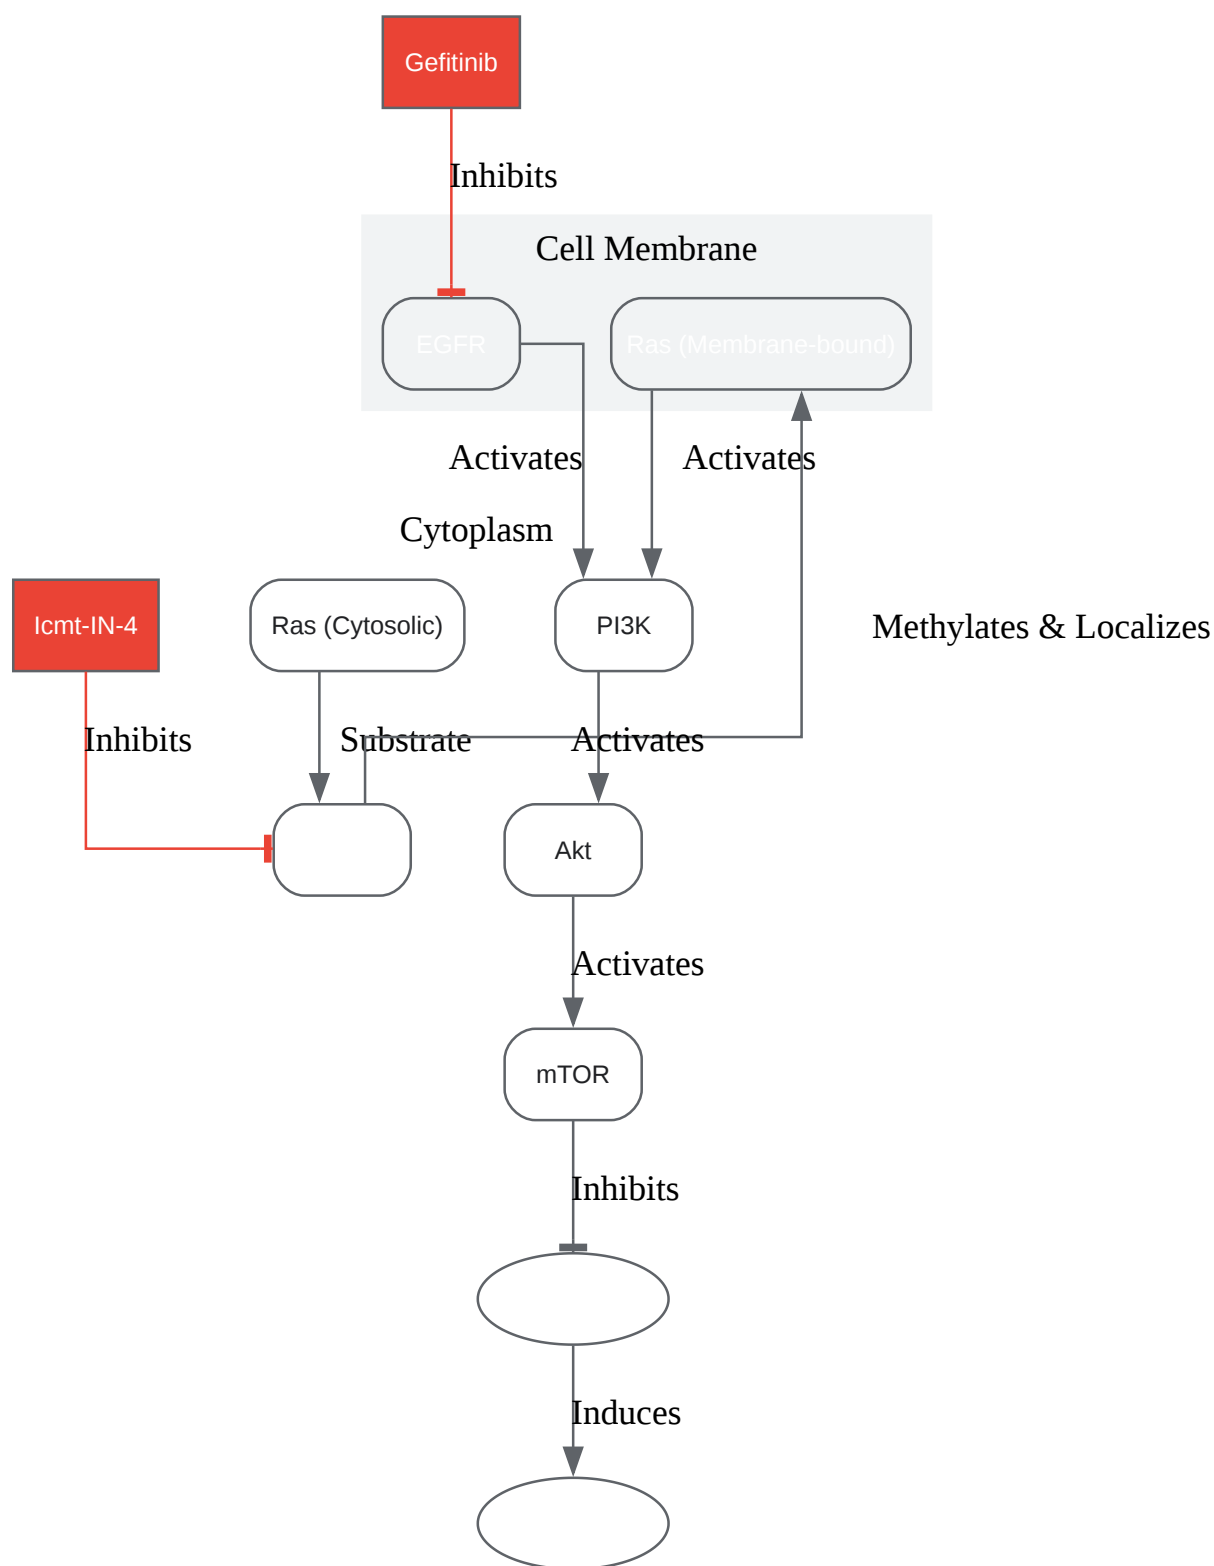 Gefitinib
Inhibits
Cell Membrane
EGFR
Ras (Membrane-bound)
Activates
Activates
Cytoplasm
Icmt-IN-4
Ras (Cytosolic)
PI3K
Methylates & Localizes
Inhibits
Substrate
Activates
Akt
Activates
mTOR
Inhibits
Induces